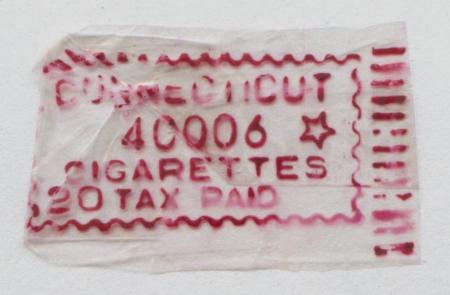 CONNECTICUT
40006 ☆
CIGARETTES
20 TAX PAID